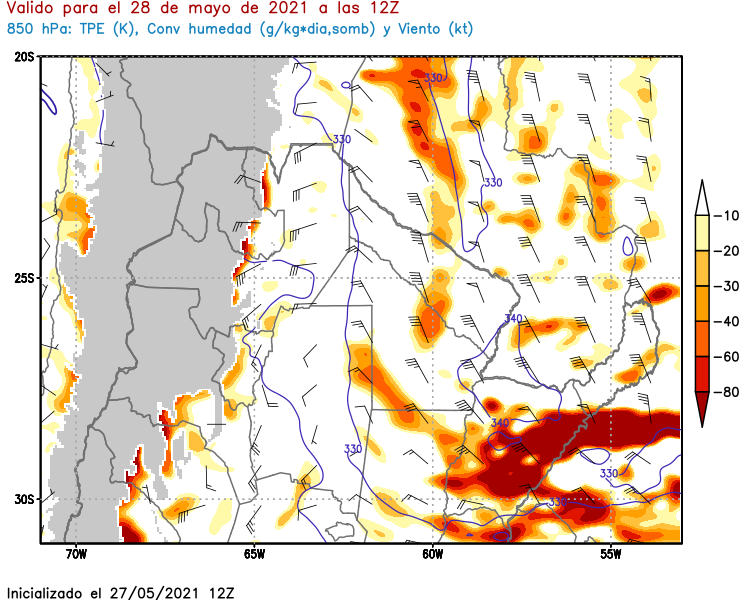 Valido para el 28 de mayo de 2021 a las 12Z
850 hPa: TPE (K), Conv humedad (g/kg*dia,somb) y Viento (kt)
20S
330
330
330
-10
-20
25S
-30
340
-40
-60
-80
340
330
330
330
30S
70W
65W
60W
55W
Inicializado el 27/05/2021 12Z